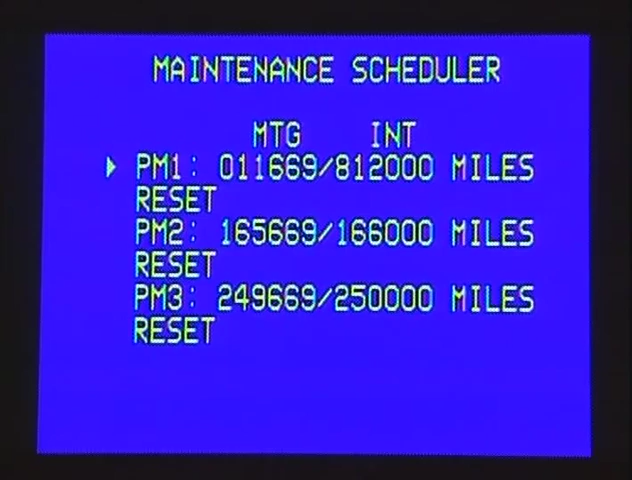 MAINTENANCE SCHEDULER
MTG INT
PM1: 011669/812000 MILES
RESET
PM2: 165669/166000 MILES
RESET
PM3: 249669/250000 MILES
RESET